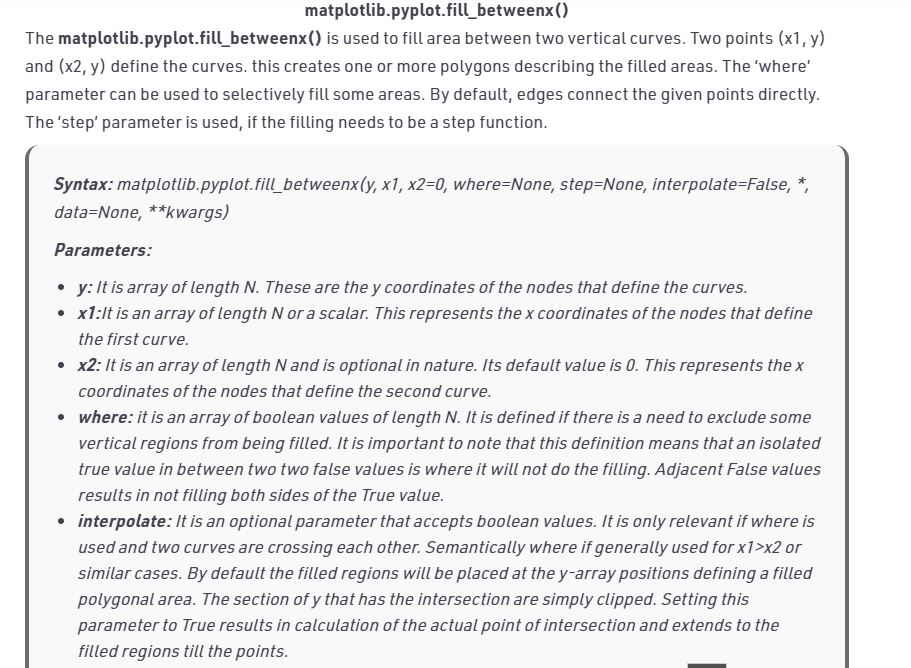 matplotlib.pyplot.fill_betweenx()
The matplotlib.pyplot.fill_betweenx() is used to fill area between two vertical curves. Two points (x1, y)
and (x2, y) define the curves. this creates one or more polygons describing the filled areas. The ‘where’
parameter can be used to selectively fill some areas. By default, edges connect the given points directly.
The ‘step’ parameter is used, if the filling needs to be a step function.
Syntax: matplotlib.pyplot.fill_betweenx(y, x1, x2=0, where=None, step=None, interpolate=False, *,
data=None, **kwargs)
Parameters:
• y: It is array of length N. These are the y coordinates of the nodes that define the curves.
• x1:It is an array of length N or a scalar. This represents the x coordinates of the nodes that define
the first curve.
• x2: It is an array of length N and is optional in nature. Its default value is 0. This represents the x
coordinates of the nodes that define the second curve.
• where: it is an array of boolean values of length N. It is defined if there is a need to exclude some
vertical regions from being filled. It is important to note that this definition means that an isolated
true value in between two two false values is where it will not do the filling. Adjacent False values
results in not filling both sides of the True value.
• interpolate: It is an optional parameter that accepts boolean values. It is only relevant if where is
used and two curves are crossing each other. Semantically where if generally used for x1>x2 or
similar cases. By default the filled regions will be placed at the y-array positions defining a filled
polygonal area. The section of y that has the intersection are simply clipped. Setting this
parameter to True results in calculation of the actual point of intersection and extends to the
filled regions till the points.